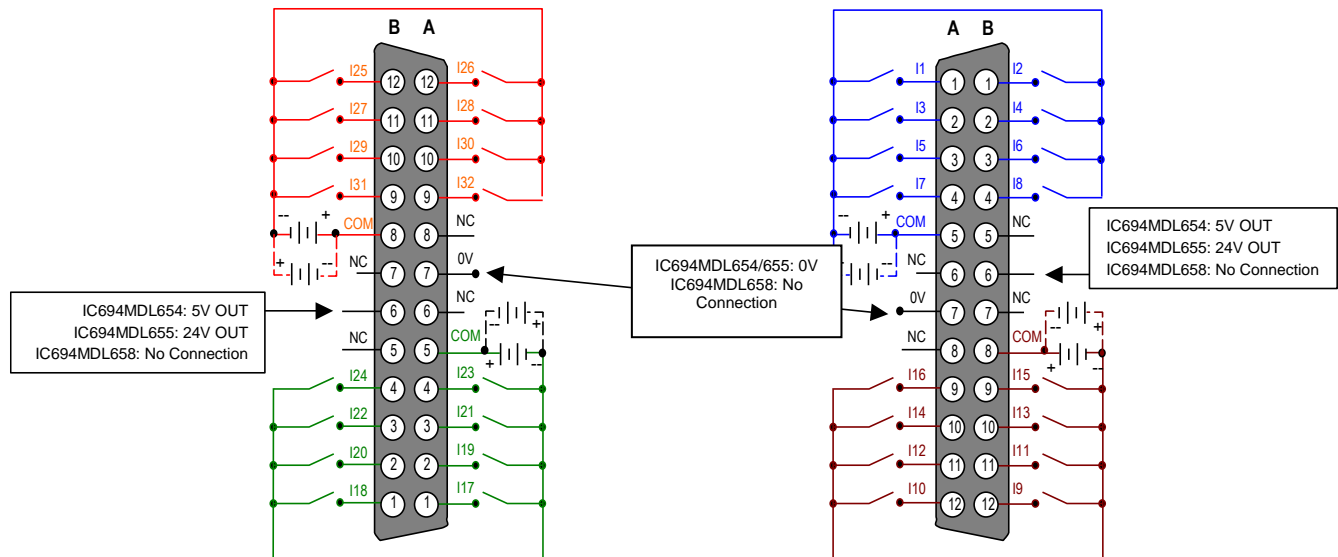 B A
I25 12 12 I26
I27 11 11 I28
I29 10 10 I30
I31 9 9 I32
-- + COM 8 8 NC
+ -- NC 7 7 0V
IC694MDL654: 5V OUT
IC694MDL655: 24V OUT
IC694MDL658: No Connection
6 6 NC
NC 5 5 COM -- + + --
I24 4 4 I23
I22 3 3 I21
I20 2 2 I19
I18 1 1 I17
IC694MDL654/655: 0V
IC694MDL658: No
Connection
A B
I1 1 1 I2
I3 2 2 I4
I5 3 3 I6
I7 4 4 I8
-- + COM 5 5 NC
+ -- NC 6 6
IC694MDL654: 5V OUT
IC694MDL655: 24V OUT
IC694MDL658: No Connection
0V 7 7 NC
NC 8 8 COM -- + + --
I16 9 9 I15
I14 10 10 I13
I12 11 11 I11
I10 12 12 I9